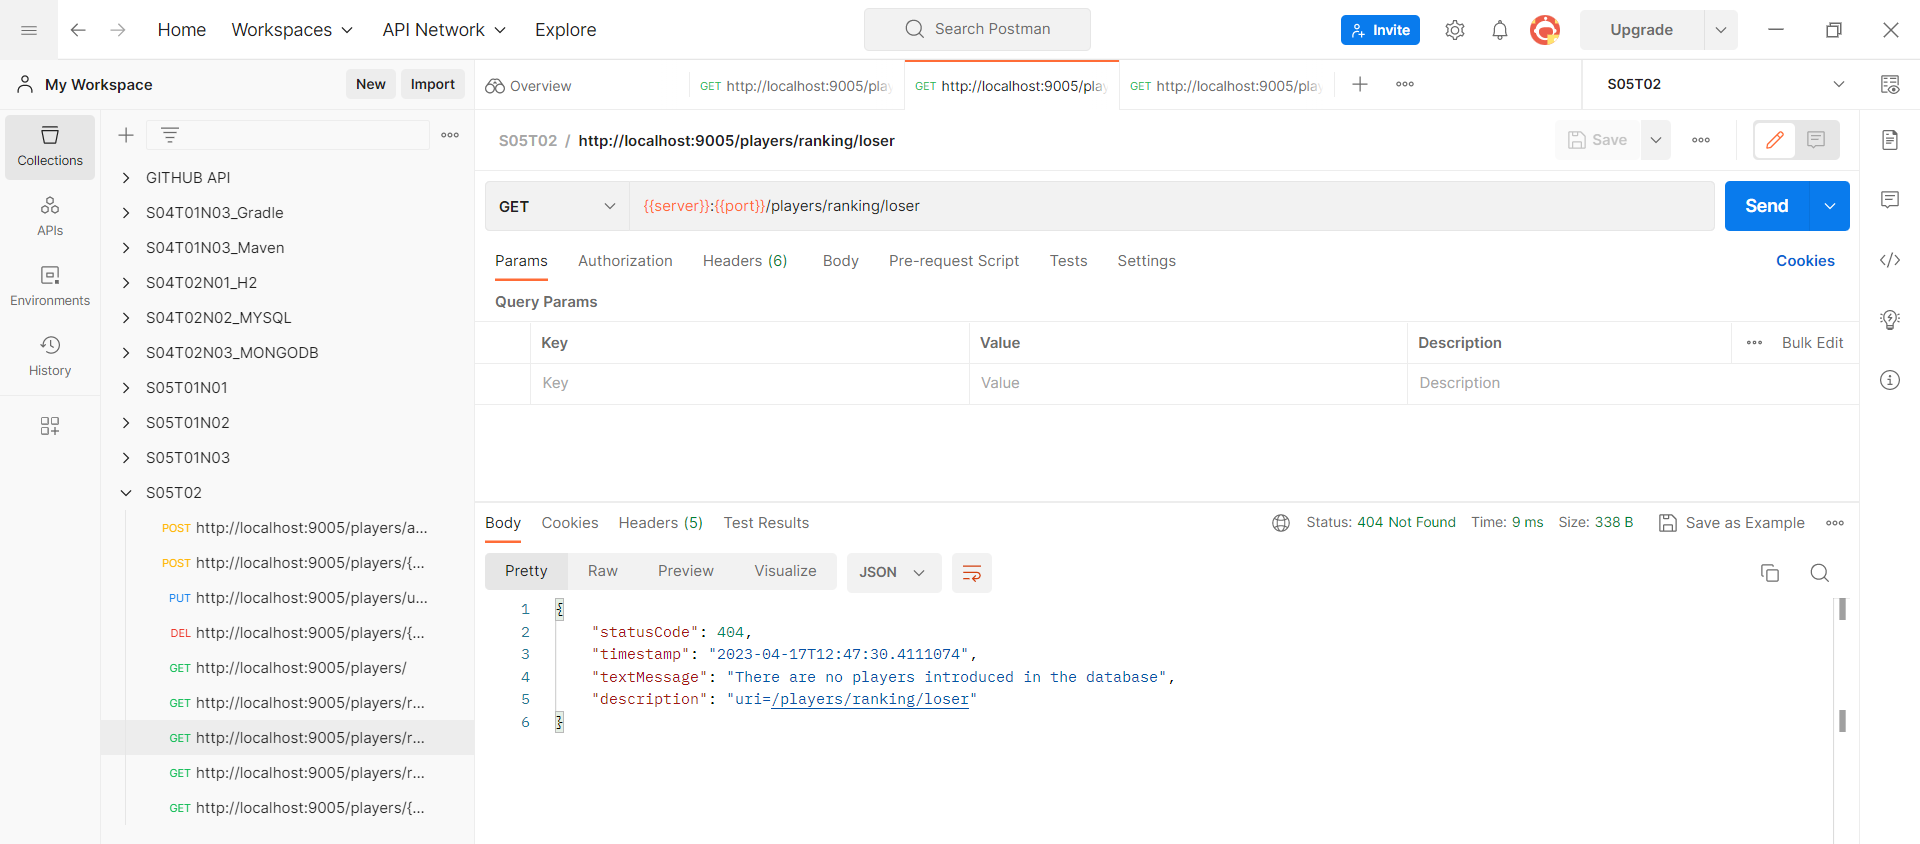 Home Workspaces API Network Explore Search Postman Invite Upgrade
My Workspace New Import Overview GET http://localhost:9005/pla GET http://localhost:9005/pla GET http://localhost:9005/pla S05T02
Collections
APIs
Environments
History
GITHUB API
S04T01N03_Gradle
S04T01N03_Maven
S04T02N01_H2
S04T02N02_MYSQL
S04T02N03_MONGODB
S05T01N01
S05T01N02
S05T01N03
S05T02
POST http://localhost:9005/players/a...
POST http://localhost:9005/players/{...
PUT http://localhost:9005/players/u...
DEL http://localhost:9005/players/{...
GET http://localhost:9005/players/
GET http://localhost:9005/players/r...
GET http://localhost:9005/players/r...
GET http://localhost:9005/players/r...
GET http://localhost:9005/players/{...
S05T02 / http://localhost:9005/players/ranking/loser Save
GET {{server}}:{{port}}/players/ranking/loser Send
Params Authorization Headers (6) Body Pre-request Script Tests Settings Cookies
Query Params
Key Value Description Bulk Edit
Key Value Description
Body Cookies Headers (5) Test Results Status: 404 Not Found Time: 9 ms Size: 338 B Save as Example
Pretty Raw Preview Visualize JSON
1 {
2 "statusCode": 404,
3 "timestamp": "2023-04-17T12:47:30.4111074",
4 "textMessage": "There are no players introduced in the database",
5 "description": "uri=/players/ranking/loser"
6 }